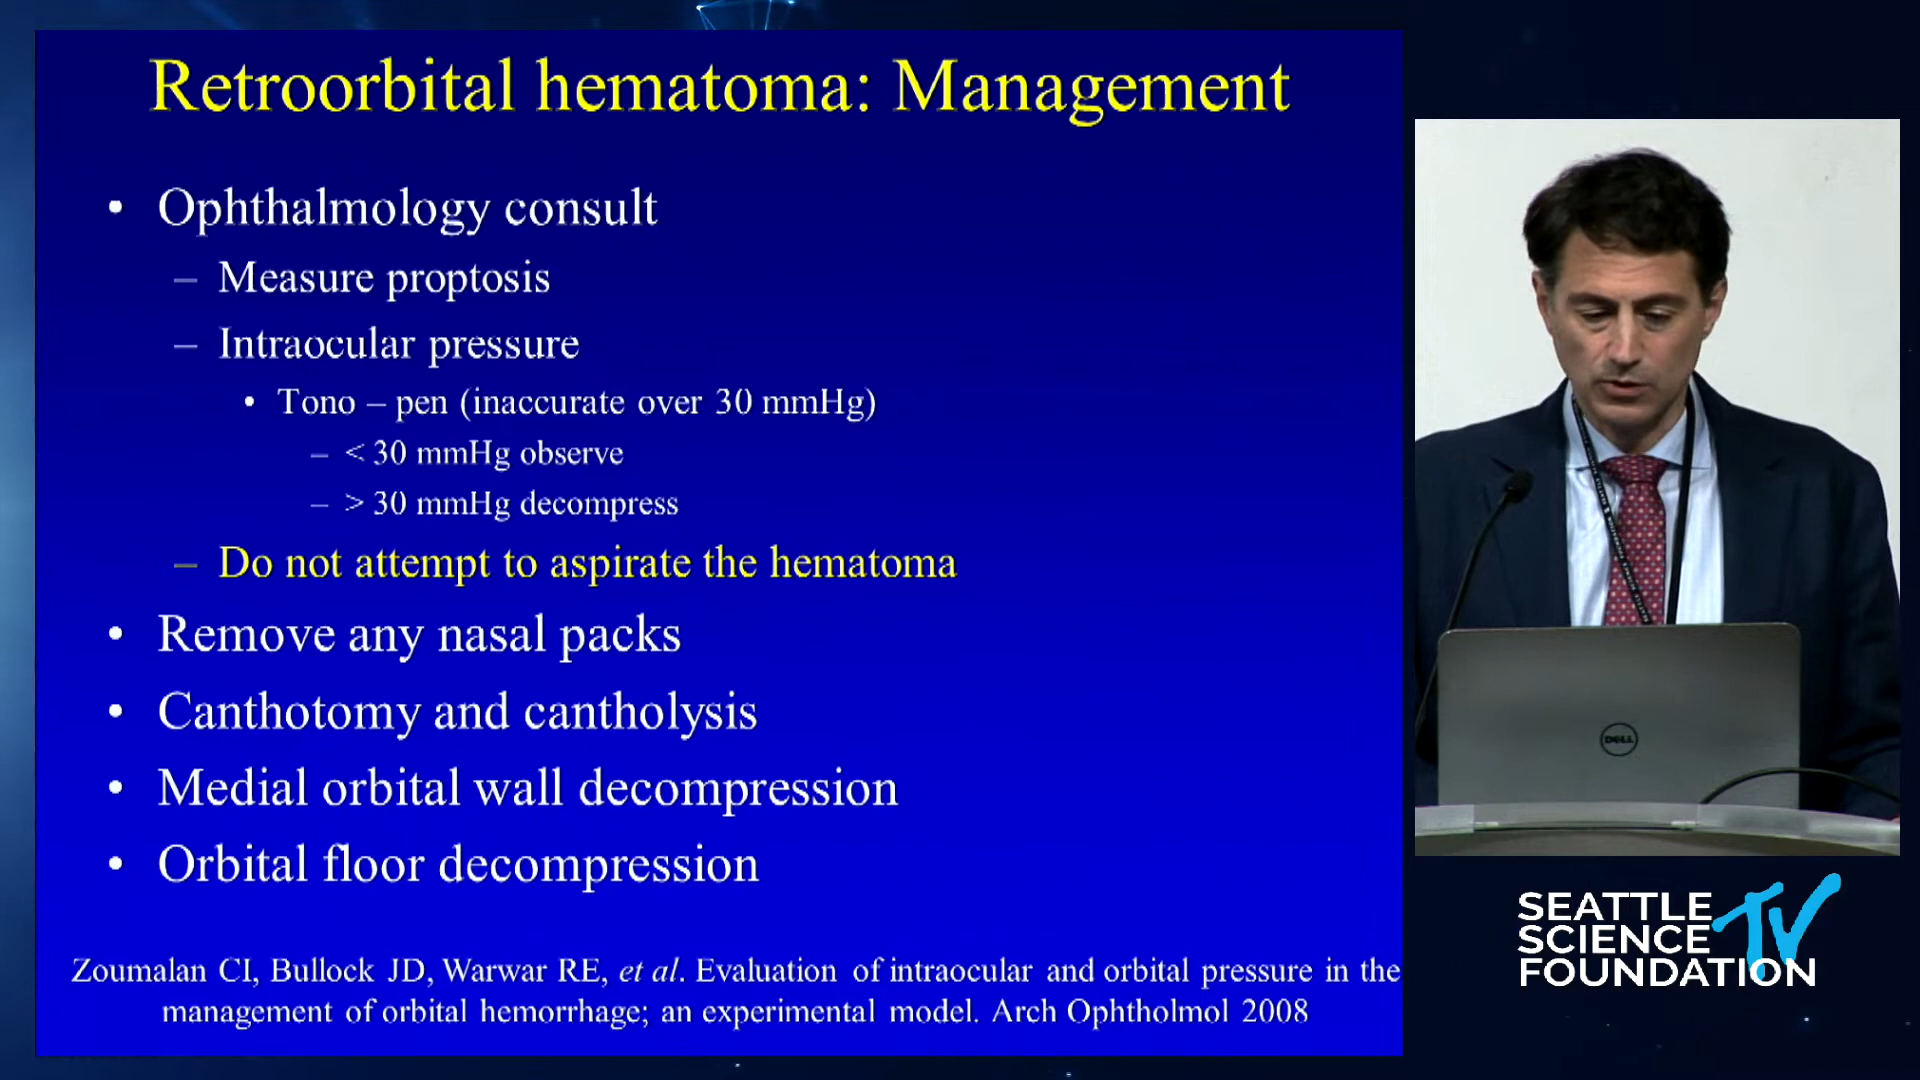 Retroorbital hematoma: Management
• Ophthalmology consult
– Measure proptosis
– Intraocular pressure
• Tono – pen (inaccurate over 30 mmHg)
– < 30 mmHg observe
– > 30 mmHg decompress
– Do not attempt to aspirate the hematoma
• Remove any nasal packs
• Canthotomy and cantholysis
• Medial orbital wall decompression
• Orbital floor decompression
Zoumalan CI, Bullock JD, Warwar RE, et al. Evaluation of intraocular and orbital pressure in the
management of orbital hemorrhage; an experimental model. Arch Ophtholmol 2008
DELL
SEATTLE
SCIENCE
FOUNDATION
TV